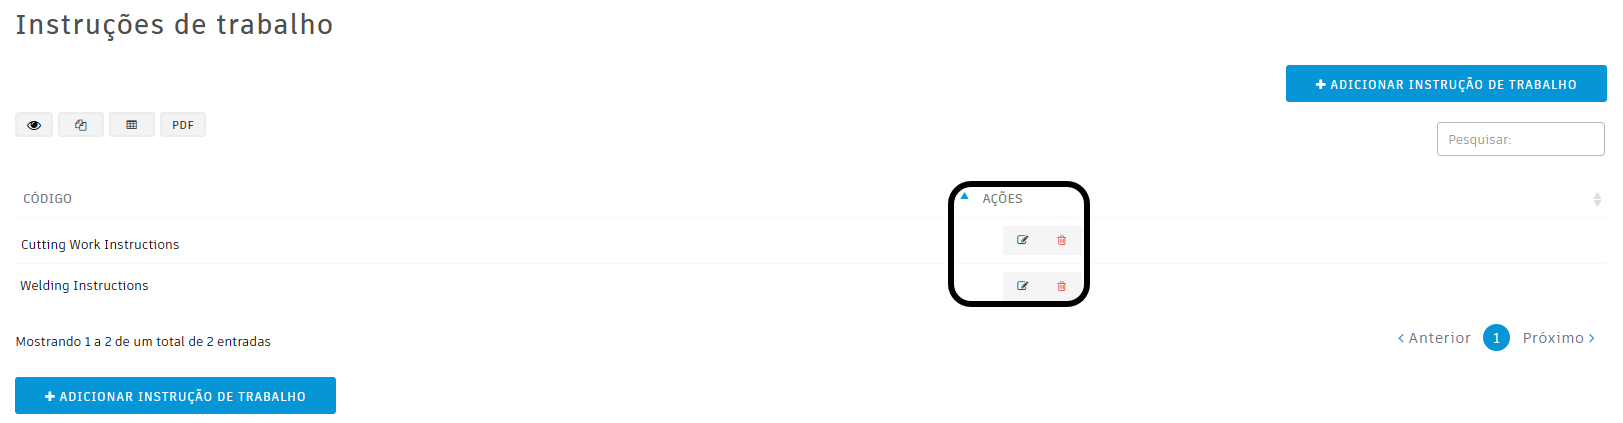 Instruções de trabalho
ADICIONAR INSTRUÇÃO DE TRABALHO
PDF
Pesquisar:
CÓDIGO AÇÕES
Cutting Work Instructions
Welding Instructions
Mostrando 1 a 2 de um total de 2 entradas
Anterior 1 Próximo
ADICIONAR INSTRUÇÃO DE TRABALHO